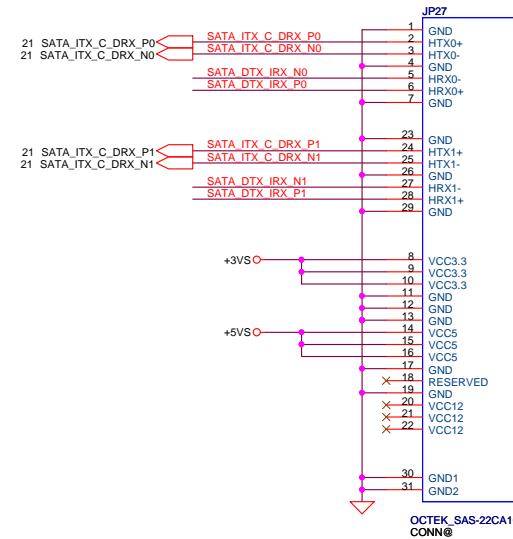 JP27
1 GND
21 SATA_ITX_C_DRX_P0 SATA_ITX_C_DRX_P0 2 HTX0+
21 SATA_ITX_C_DRX_N0 SATA_ITX_C_DRX_N0 3 HTX0-
4 GND
SATA_DTX_IRX_N0 5 HRX0-
SATA_DTX_IRX_P0 6 HRX0+
7 GND
23 GND
21 SATA_ITX_C_DRX_P1 SATA_ITX_C_DRX_P1 24 HTX1+
21 SATA_ITX_C_DRX_N1 SATA_ITX_C_DRX_N1 25 HTX1-
26 GND
SATA_DTX_IRX_N1 27 HRX1-
SATA_DTX_IRX_P1 28 HRX1+
29 GND
+3VS 8 VCC3.3
9 VCC3.3
10 VCC3.3
11 GND
12 GND
13 GND
+5VS 14 VCC5
15 VCC5
16 VCC5
17 GND
18 RESERVED
19 GND
20 VCC12
21 VCC12
22 VCC12
30 GND1
31 GND2
OCTEK_SAS-22CA1
CONN@